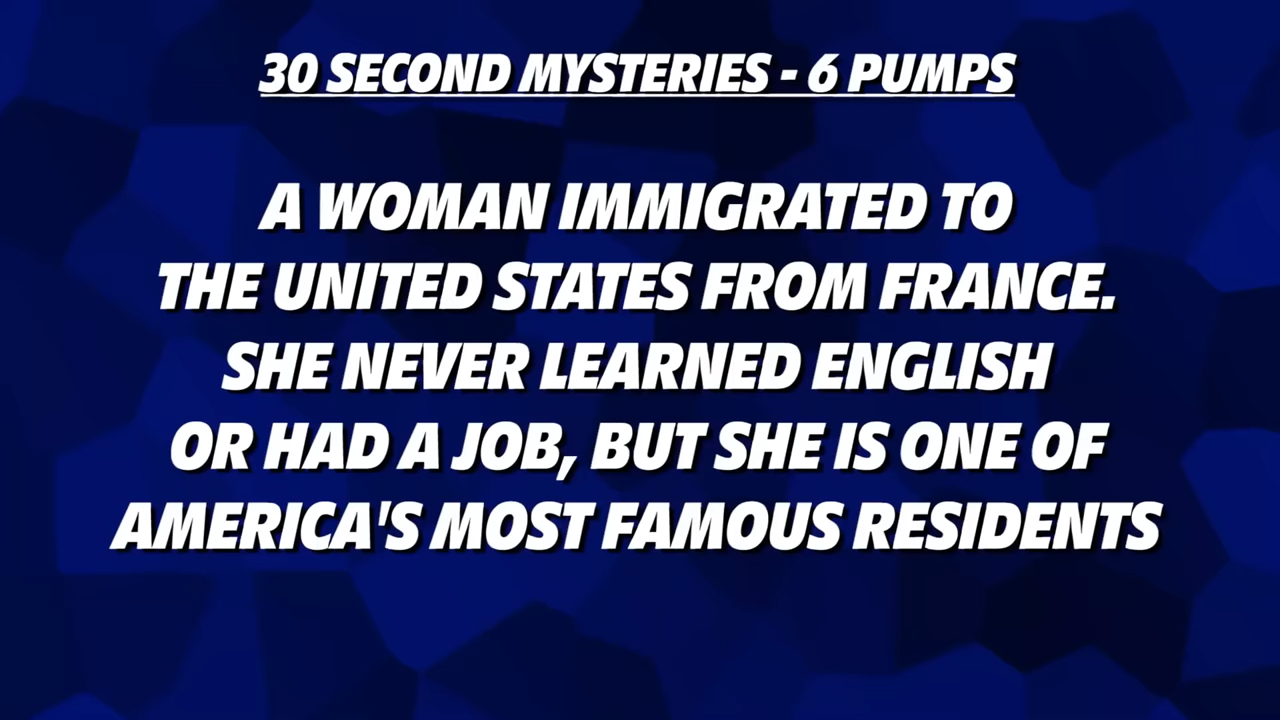 30 SECOND MYSTERIES - 6 PUMPS
A WOMAN IMMIGRATED TO
THE UNITED STATES FROM FRANCE.
SHE NEVER LEARNED ENGLISH
OR HAD A JOB, BUT SHE IS ONE OF
AMERICA'S MOST FAMOUS RESIDENTS